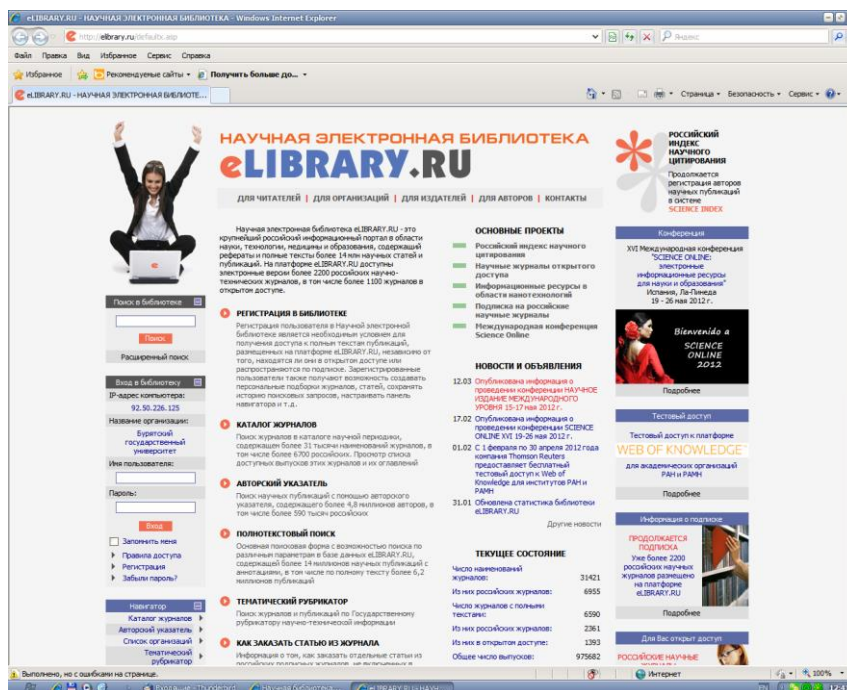 eLIBRARY.RU - НАУЧНАЯ ЭЛЕКТРОННАЯ БИБЛИОТЕКА - Windows Internet Explorer
http://elibrary.ru/defaultx.asp
Яндекс
Файл Правка Вид Избранное Сервис Справка
Избранное Рекомендуемые сайты Получить больше до...
eLIBRARY.RU - НАУЧНАЯ ЭЛЕКТРОННАЯ БИБЛИОТЕ...
Страница Безопасность Сервис
НАУЧНАЯ ЭЛЕКТРОННАЯ БИБЛИОТЕКА
eLIBRARY.RU
ДЛЯ ЧИТАТЕЛЕЙ | ДЛЯ ОРГАНИЗАЦИЙ | ДЛЯ ИЗДАТЕЛЕЙ | ДЛЯ АВТОРОВ | КОНТАКТЫ
Поиск в библиотеке
Поиск
Расширенный поиск
Вход в библиотеку
IP-адрес компьютера:
92.50.226.125
Название организации:
Бурятский
государственный
университет
Имя пользователя:
Пароль:
Вход
Запомнить меня
Правила доступа
Регистрация
Забыли пароль?
Навигатор
Каталог журналов
Авторский указатель
Список организаций
Тематический
рубрикатор
Научная электронная библиотека eLIBRARY.RU - это
крупнейший российский информационный портал в области
науки, технологии, медицины и образования, содержащий
рефераты и полные тексты более 14 млн научных статей и
публикаций. На платформе eLIBRARY.RU доступны
электронные версии более 2200 российских научно-
технических журналов, в том числе более 1100 журналов в
открытом доступе.
РЕГИСТРАЦИЯ В БИБЛИОТЕКЕ
Регистрация пользователя в Научной электронной
библиотеке является необходимым условием для
получения доступа к полным текстам публикаций,
размещенных на платформе eLIBRARY.RU, независимо от
того, находятся ли они в открытом доступе или
распространяются по подписке. Зарегистрированные
пользователи также получают возможность создавать
персональные подборки журналов, статей, сохранять
историю поисковых запросов, настраивать панель
навигатора и т.д.
КАТАЛОГ ЖУРНАЛОВ
Поиск журналов в каталоге научной периодики,
содержащем более 31 тысячи наименований журналов, в
том числе более 6700 российских. Просмотр списка
доступных выпусков этих журналов и их оглавлений
АВТОРСКИЙ УКАЗАТЕЛЬ
Поиск научных публикаций с помощью авторского
указателя, содержащего более 4,8 миллионов авторов, в
том числе более 590 тысяч российских
ПОЛНОТЕКСТОВЫЙ ПОИСК
Основная поисковая форма с возможностью поиска по
различным параметрам в базе данных eLIBRARY.RU,
содержащей более 14 миллионов научных публикаций с
аннотациями, в том числе по полному тексту более 6,2
миллионов публикаций
ТЕМАТИЧЕСКИЙ РУБРИКАТОР
Поиск журналов и публикаций по Государственному
рубрикатору научно-технической информации
КАК ЗАКАЗАТЬ СТАТЬЮ ИЗ ЖУРНАЛА
Информация о том, как заказать отдельные статьи из
российских подписных журналов, не включенных в
ОСНОВНЫЕ ПРОЕКТЫ
Российский индекс научного
цитирования
Научные журналы открытого
доступа
Информационные ресурсы в
области нанотехнологий
Подписка на российские
научные журналы
Международная конференция
Science Online
НОВОСТИ И ОБЪЯВЛЕНИЯ
12.03 Опубликована информация о
проведении конференции НАУЧНОЕ
ИЗДАНИЕ МЕЖДУНАРОДНОГО
УРОВНЯ 15-17 мая 2012 г.
17.02 Опубликована информация о
проведении конференции SCIENCE
ONLINE XVI 19-26 мая 2012 г.
01.02 С 1 февраля по 30 апреля 2012 года
компания Thomson Reuters
предоставляет бесплатный
тестовый доступ к Web of
Knowledge для институтов РАН и
РАМН
31.01 Обновлена статистика библиотеки
eLIBRARY.RU
Другие новости
ТЕКУЩЕЕ СОСТОЯНИЕ
Число наименований
журналов: 31421
Из них российских журналов: 6955
Число журналов с полными
текстами: 6590
Из них российских журналов: 2361
Из них в открытом доступе: 1393
Общее число выпусков: 975682
РОССИЙСКИЙ
ИНДЕКС
НАУЧНОГО
ЦИТИРОВАНИЯ
Продолжается
регистрация авторов
научных публикаций
в системе
SCIENCE INDEX
Конференция
XVI Международная конференция
"SCIENCE ONLINE:
электронные
информационные ресурсы
для науки и образования"
Испания, Ла-Пинеда
19 - 26 мая 2012 г.
Bienvenido a
SCIENCE
ONLINE
2012
Подробнее
Тестовый доступ
Тестовый доступ к платформе
WEB OF KNOWLEDGE
для академических организаций
РАН и РАМН
Подробнее
Информация о подписке
ПРОДОЛЖАЕТСЯ
ПОДПИСКА
Уже более 2200
российских научных
журналов размещено
на платформе
eLIBRARY.RU
Подробнее
Для Вас открыт доступ
РОССИЙСКИЕ НАУЧНЫЕ
Выполнено, но с ошибками на странице.
Интернет
100%